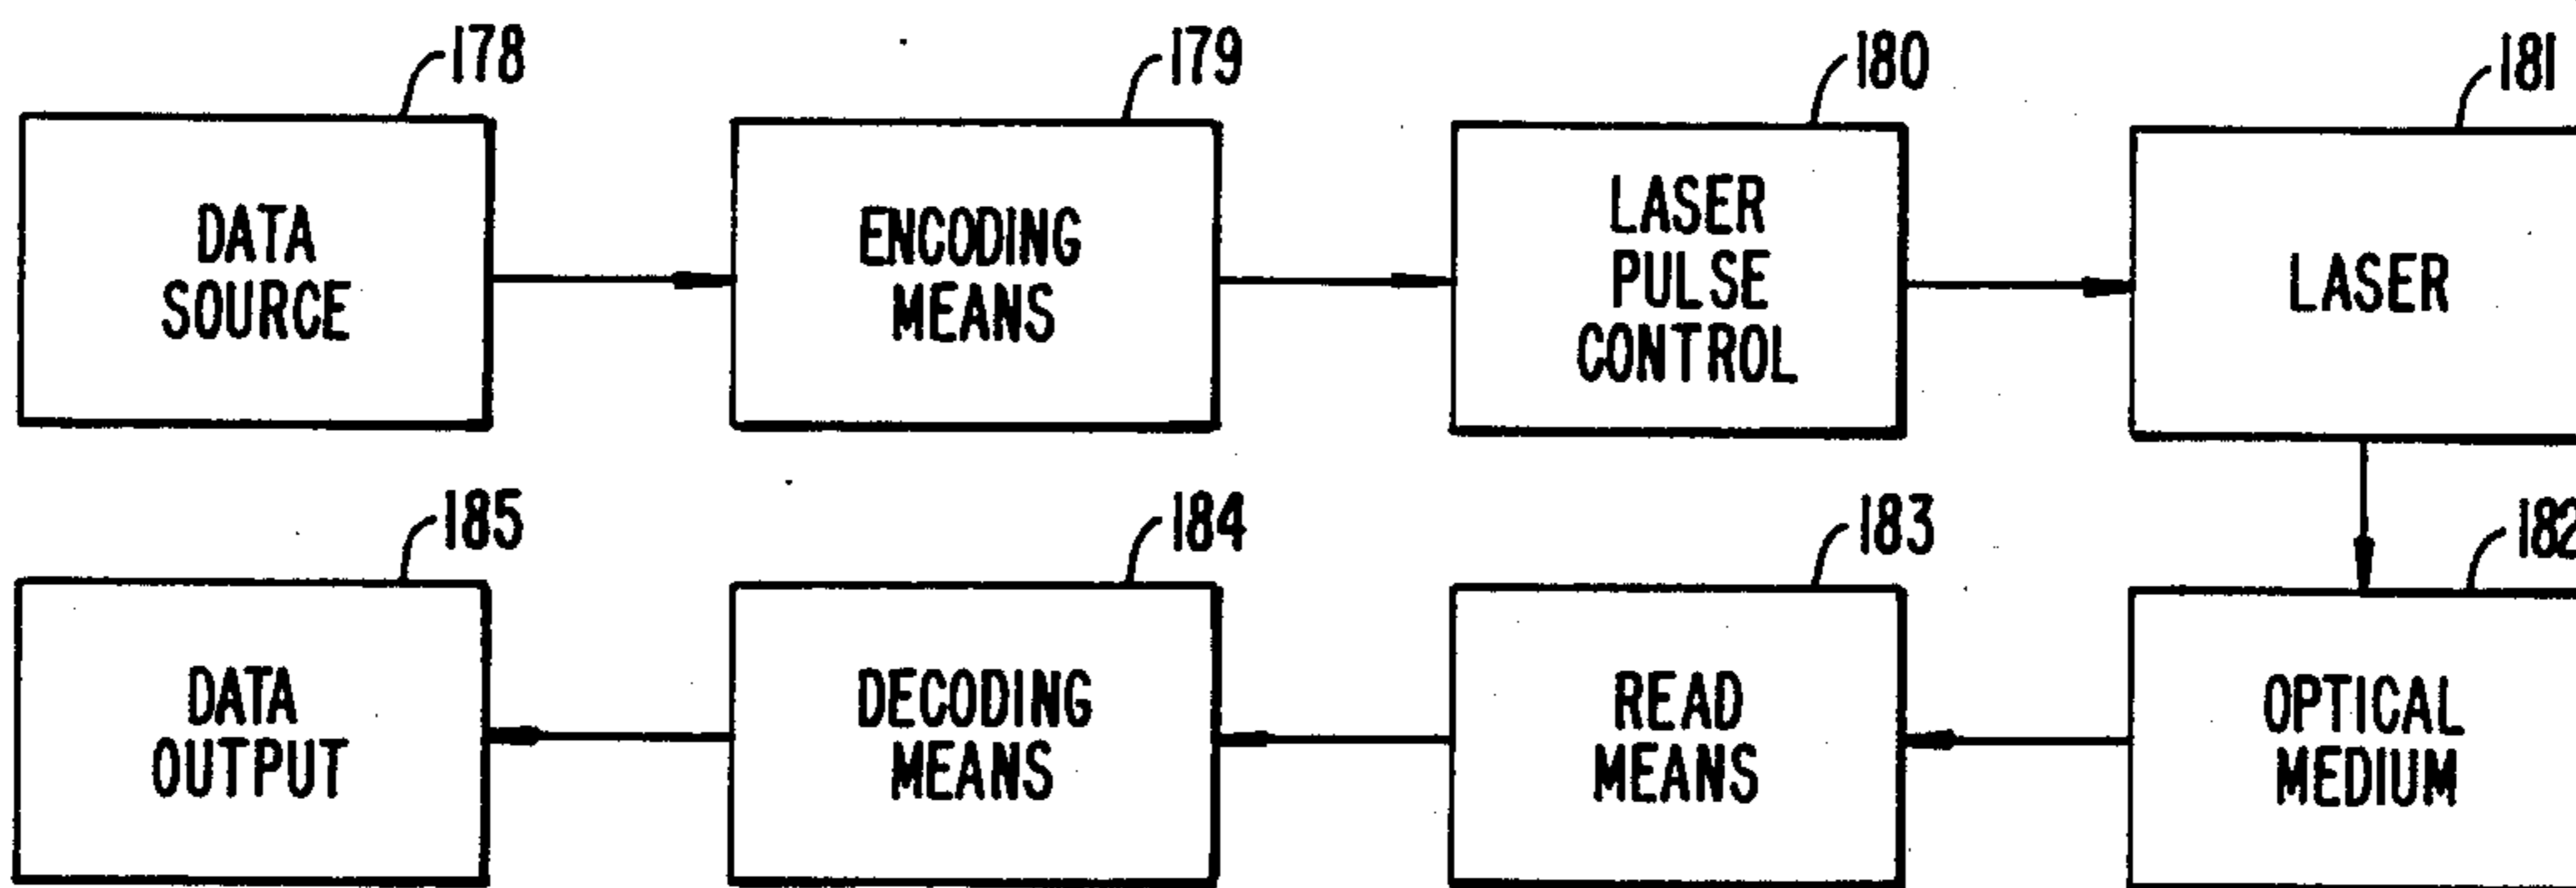 178
179
180
181
DATA
SOURCE
ENCODING
MEANS
LASER
PULSE
CONTROL
LASER
185
184
183
182
DATA
OUTPUT
DECODING
MEANS
READ
MEANS
OPTICAL
MEDIUM